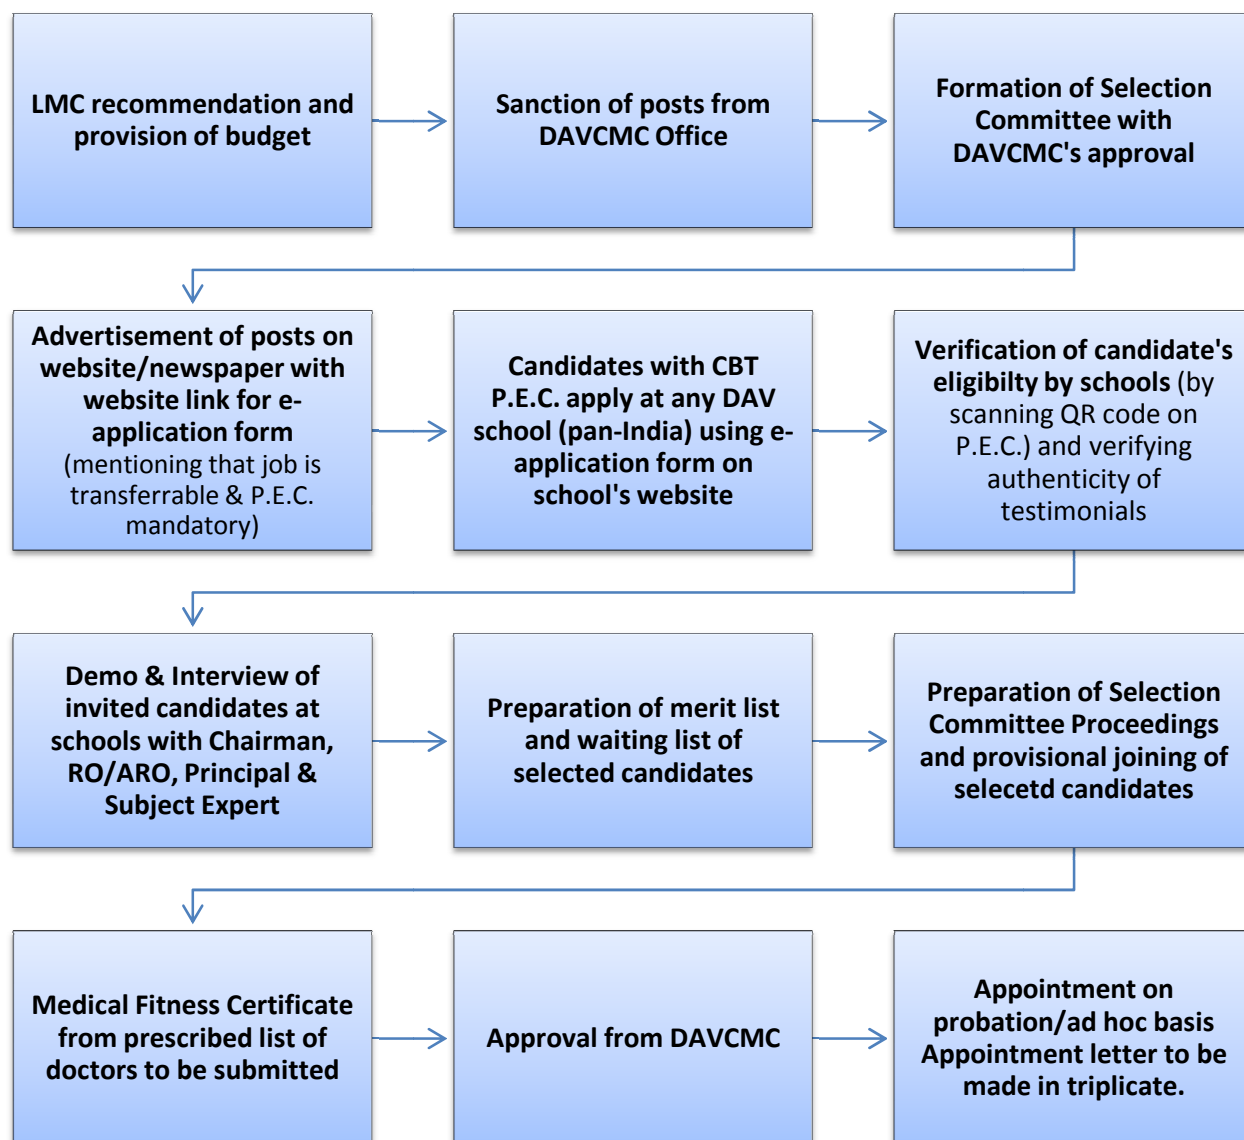 LMC recommendation and
provision of budget
Sanction of posts from
DAVCMC Office
Formation of Selection
Committee with
DAVCMC's approval
Advertisement of posts on
website/newspaper with
website link for e-
application form
(mentioning that job is
transferrable & P.E.C.
mandatory)
Candidates with CBT
P.E.C. apply at any DAV
school (pan-India) using e-
application form on
school's website
Verification of candidate's
eligibilty by schools (by
scanning QR code on
P.E.C.) and verifying
authenticity of
testimonials
Demo & Interview of
invited candidates at
schools with Chairman,
RO/ARO, Principal &
Subject Expert
Preparation of merit list
and waiting list of
selected candidates
Preparation of Selection
Committee Proceedings
and provisional joining of
selecetd candidates
Medical Fitness Certificate
from prescribed list of
doctors to be submitted
Approval from DAVCMC
Appointment on
probation/ad hoc basis
Appointment letter to be
made in triplicate.